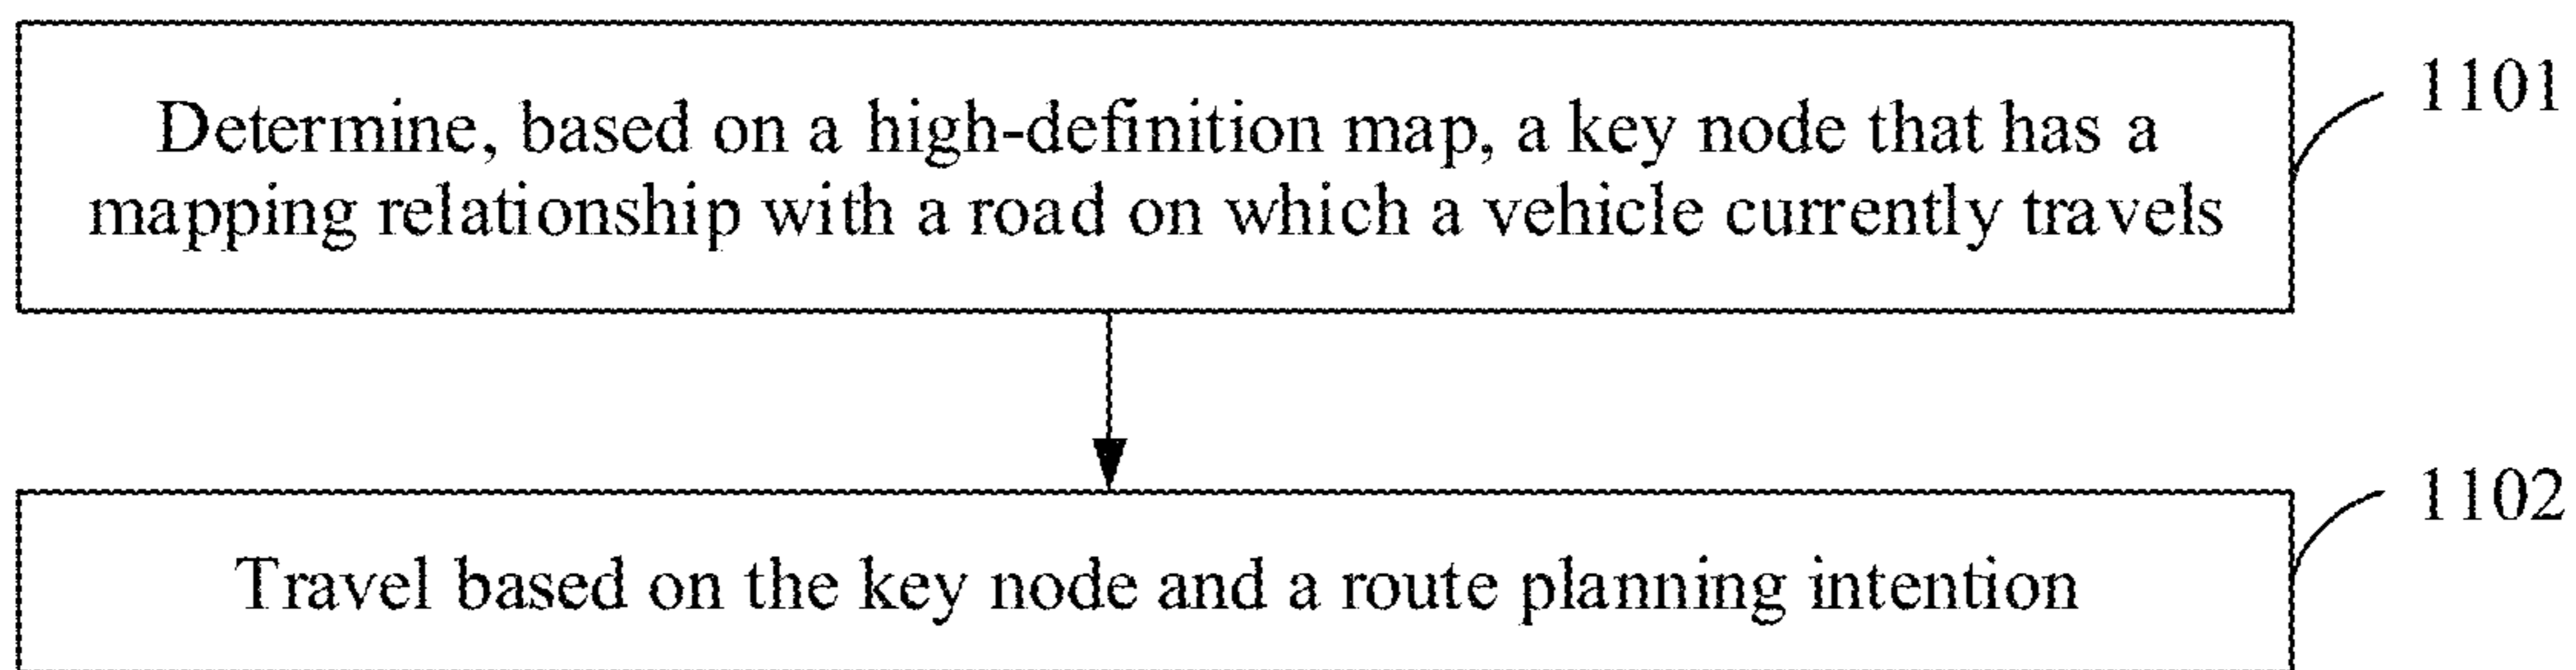 1101
Determine, based on a high-definition map, a key node that has a
mapping relationship with a road on which a vehicle currently travels
1102
Travel based on the key node and a route planning intention